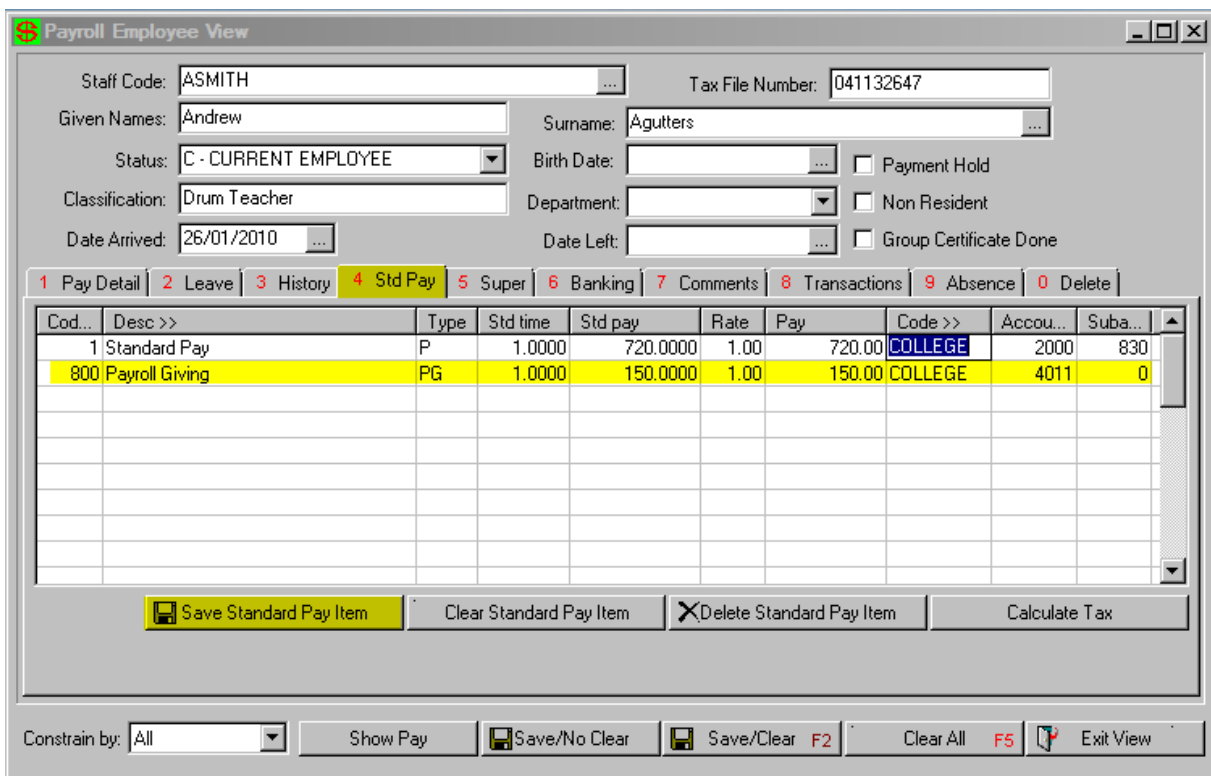 Payroll Employee View
Staff Code: ASMITH ... Tax File Number: 041132647
Given Names: Andrew Surname: Agutters ...
Status: C - CURRENT EMPLOYEE Birth Date: ... Payment Hold
Classification: Drum Teacher Department: Non Resident
Date Arrived: 26/01/2010 ... Date Left: ... Group Certificate Done
1 Pay Detail 2 Leave 3 History 4 Std Pay 5 Super 6 Banking 7 Comments 8 Transactions 9 Absence 0 Delete
Cod... Desc >> Type Std time Std pay Rate Pay Code >> Accou... Suba...
1 Standard Pay P 1.0000 720.0000 1.00 720.00 COLLEGE 2000 830
800 Payroll Giving PG 1.0000 150.0000 1.00 150.00 COLLEGE 4011 0
Save Standard Pay Item Clear Standard Pay Item Delete Standard Pay Item Calculate Tax
Constrain by: All Show Pay Save/No Clear Save/Clear F2 Clear All F5 Exit View